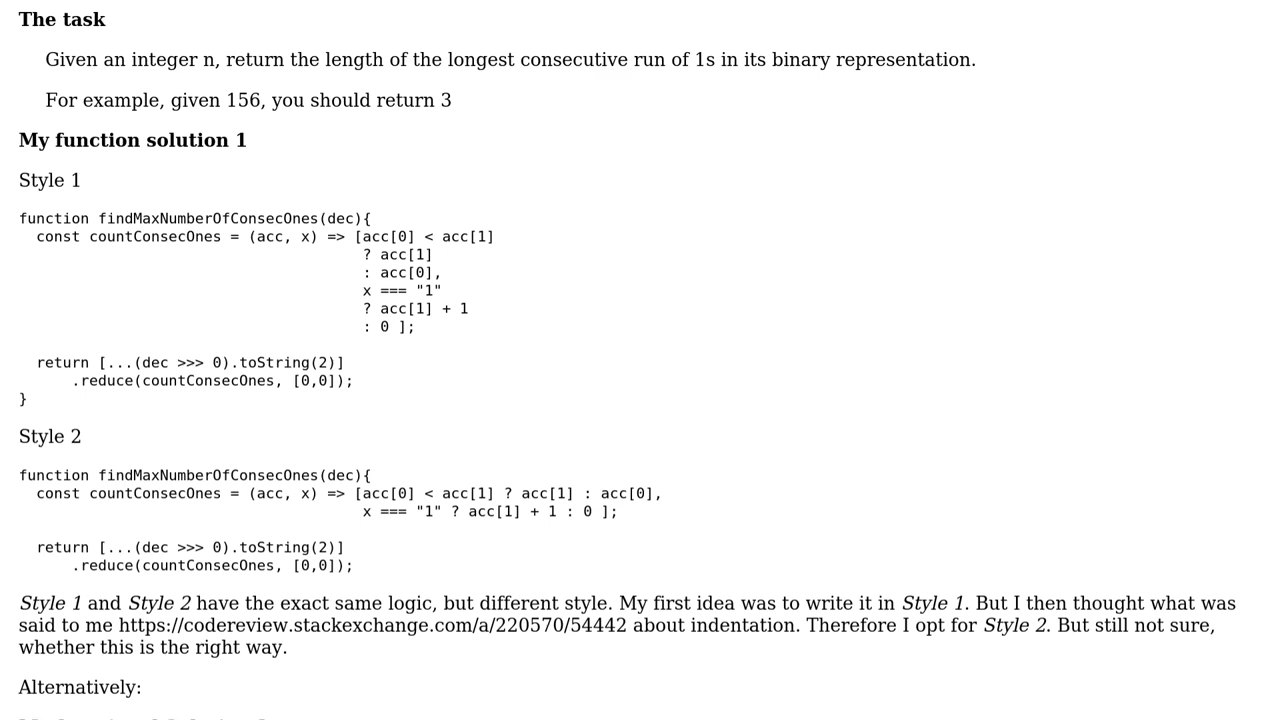 The task
Given an integer n, return the length of the longest consecutive run of 1s in its binary representation.
For example, given 156, you should return 3
My function solution 1
Style 1
function findMaxNumberOfConsecOnes(dec){
  const countConsecOnes = (acc, x) => [acc[0] < acc[1]
                                       ? acc[1]
                                       : acc[0],
                                       x === "1"
                                       ? acc[1] + 1
                                       : 0 ];
  return [...(dec >>> 0).toString(2)]
      .reduce(countConsecOnes, [0,0]);
}
Style 2
function findMaxNumberOfConsecOnes(dec){
  const countConsecOnes = (acc, x) => [acc[0] < acc[1] ? acc[1] : acc[0],
                                       x === "1" ? acc[1] + 1 : 0 ];
  return [...(dec >>> 0).toString(2)]
      .reduce(countConsecOnes, [0,0]);
Style 1 and Style 2 have the exact same logic, but different style. My first idea was to write it in Style 1. But I then thought what was
said to me https://codereview.stackexchange.com/a/220570/54442 about indentation. Therefore I opt for Style 2. But still not sure,
whether this is the right way.
Alternatively: